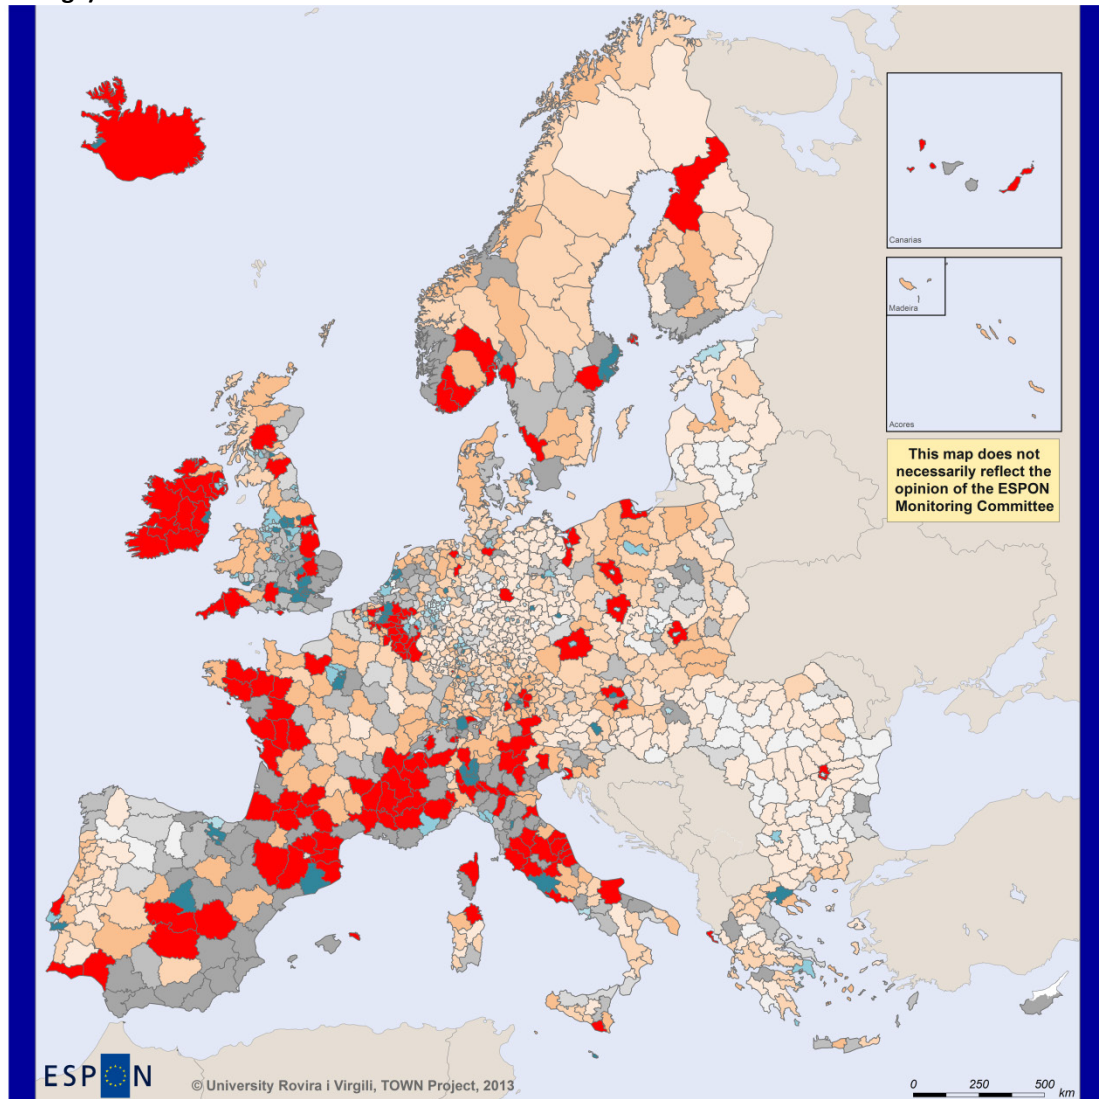 Canarias
Madeira
Acores
This map does not
necessarily reflect the
opinion of the ESPON
Monitoring Committee
ESPON
© University Rovira i Virgili, TOWN Project, 2013
0 250 500
km